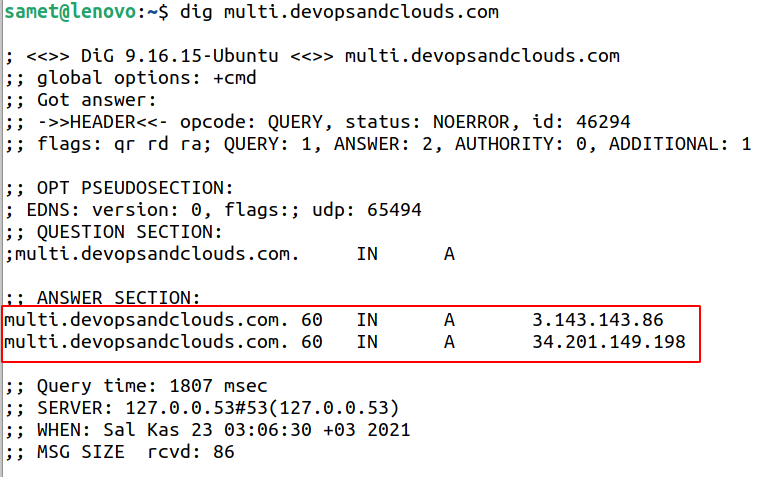 samet@lenovo:~$ dig multi.devopsandclouds.com
; <<>> DiG 9.16.15-Ubuntu <<>> multi.devopsandclouds.com
;; global options: +cmd
;; Got answer:
;; ->>HEADER<<- opcode: QUERY, status: NOERROR, id: 46294
;; flags: qr rd ra; QUERY: 1, ANSWER: 2, AUTHORITY: 0, ADDITIONAL: 1
;; OPT PSEUDOSECTION:
; EDNS: version: 0, flags:; udp: 65494
;; QUESTION SECTION:
;multi.devopsandclouds.com. IN A
;; ANSWER SECTION:
multi.devopsandclouds.com. 60 IN A 3.143.143.86
multi.devopsandclouds.com. 60 IN A 34.201.149.198
;; Query time: 1807 msec
;; SERVER: 127.0.0.53#53(127.0.0.53)
;; WHEN: Sal Kas 23 03:06:30 +03 2021
;; MSG SIZE rcvd: 86